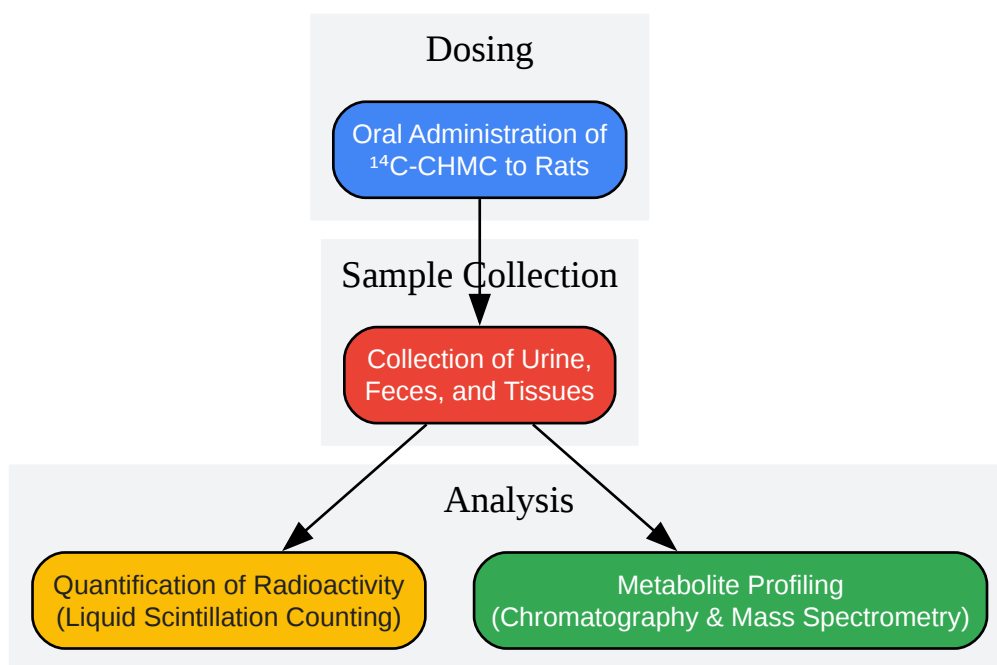 Dosing
Oral Administration of
¹⁴C-CHMC to Rats
Sample Collection
Collection of Urine,
Feces, and Tissues
Analysis
Quantification of Radioactivity
(Liquid Scintillation Counting)
Metabolite Profiling
(Chromatography & Mass Spectrometry)